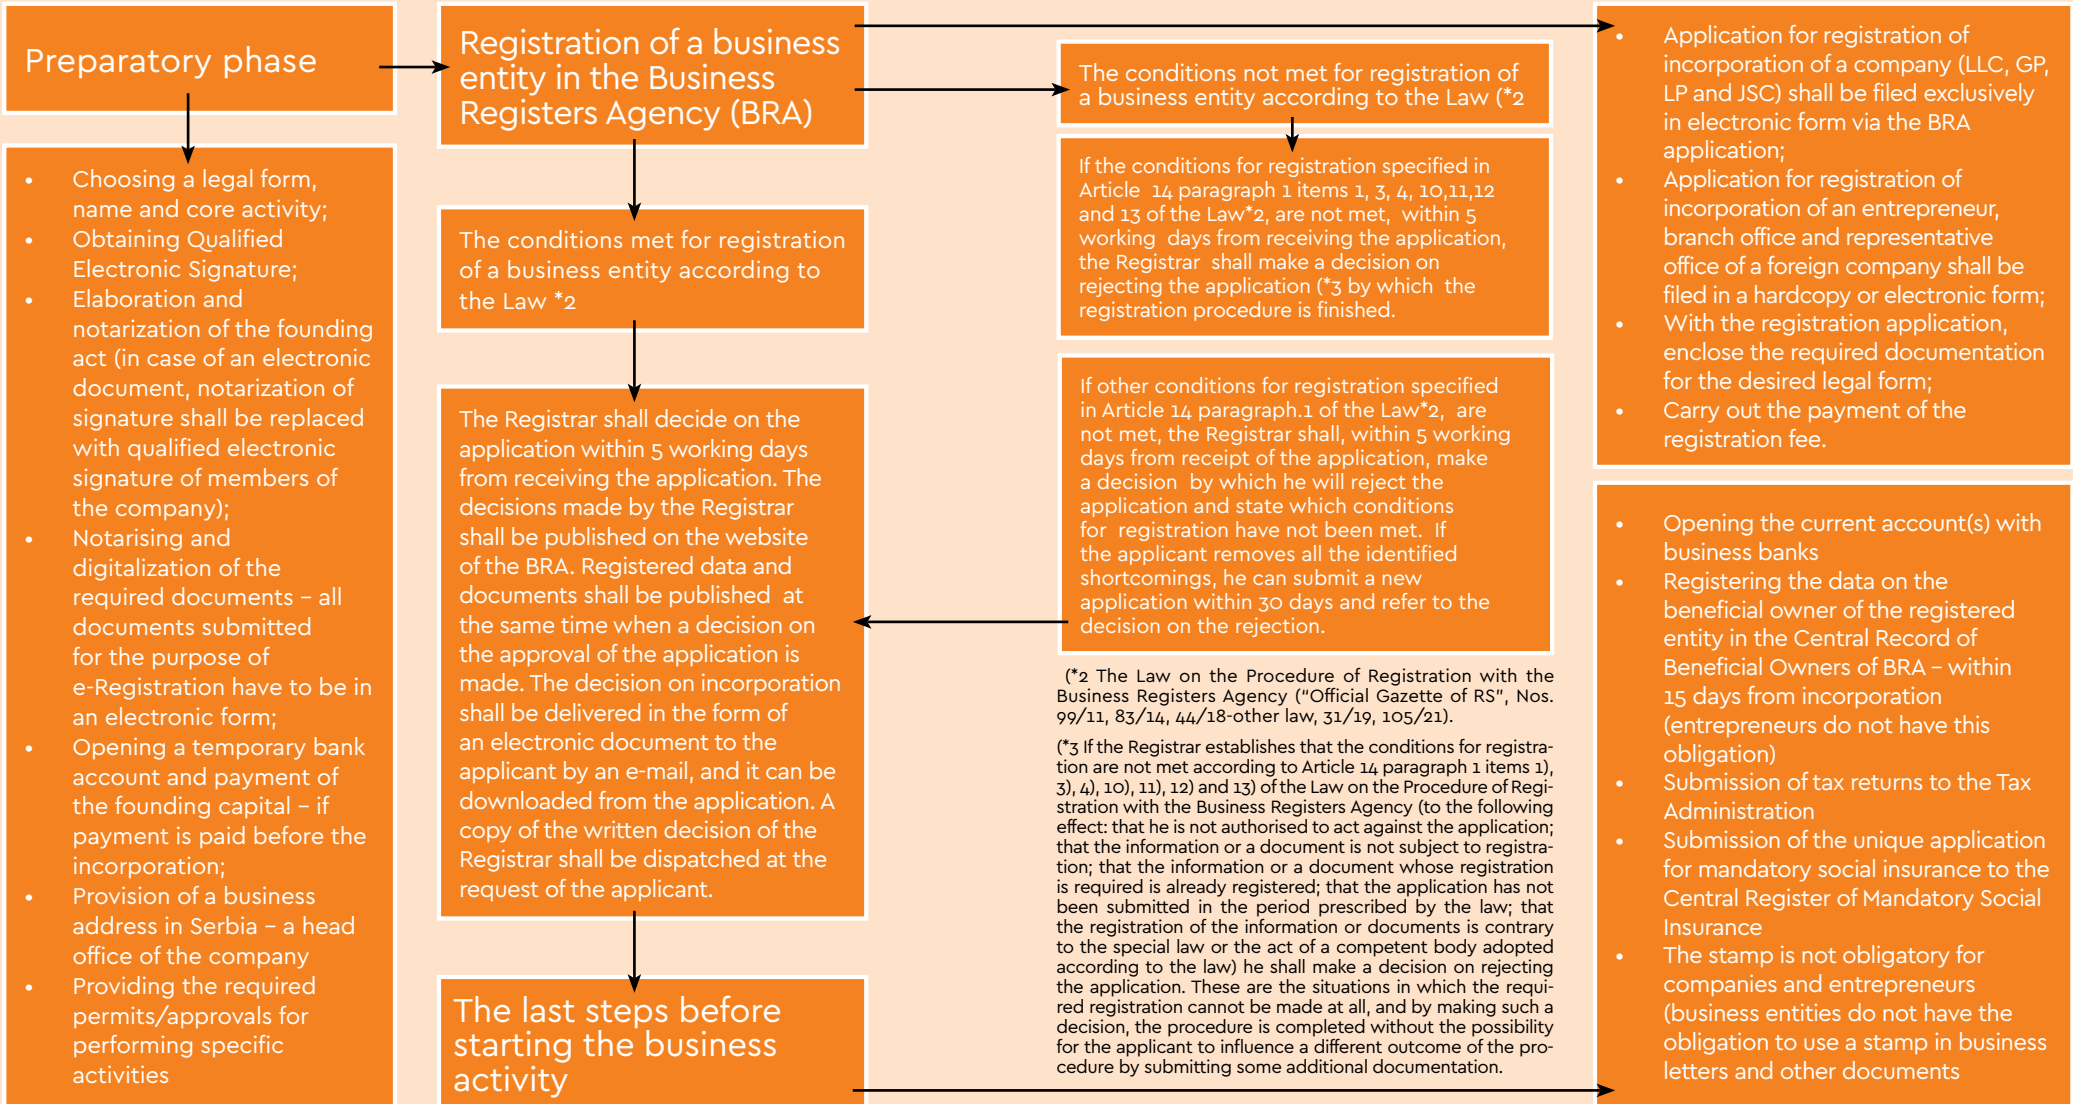 Preparatory phase
• Choosing a legal form,
name and core activity;
• Obtaining Qualified
Electronic Signature;
• Elaboration and
notarization of the founding
act (in case of an electronic
document, notarization of
signature shall be replaced
with qualified electronic
signature of members of
the company);
• Notarising and
digitalization of the
required documents – all
documents submitted
for the purpose of
e-Registration have to be in
an electronic form;
• Opening a temporary bank
account and payment of
the founding capital – if
payment is paid before the
incorporation;
• Provision of a business
address in Serbia – a head
office of the company
• Providing the required
permits/approvals for
performing specific
activities
Registration of a business
entity in the Business
Registers Agency (BRA)
The conditions met for registration
of a business entity according to
the Law *2
The Registrar shall decide on the
application within 5 working days
from receiving the application. The
decisions made by the Registrar
shall be published on the website
of the BRA. Registered data and
documents shall be published at
the same time when a decision on
the approval of the application is
made. The decision on incorporation
shall be delivered in the form of
an electronic document to the
applicant by an e-mail, and it can be
downloaded from the application. A
copy of the written decision of the
Registrar shall be dispatched at the
request of the applicant.
The last steps before
starting the business
activity
The conditions not met for registration of
a business entity according to the Law (*2
If the conditions for registration specified in
Article 14 paragraph 1 items 1, 3, 4, 10,11,12
and 13 of the Law*2, are not met, within 5
working days from receiving the application,
the Registrar shall make a decision on
rejecting the application (*3 by which the
registration procedure is finished.
If other conditions for registration specified
in Article 14 paragraph.1 of the Law*2, are
not met, the Registrar shall, within 5 working
days from receipt of the application, make
a decision by which he will reject the
application and state which conditions
for registration have not been met. If
the applicant removes all the identified
shortcomings, he can submit a new
application within 30 days and refer to the
decision on the rejection.
(*2 The Law on the Procedure of Registration with the
Business Registers Agency (“Official Gazette of RS”, Nos.
99/11, 83/14, 44/18-other law, 31/19, 105/21).
(*3 If the Registrar establishes that the conditions for registra-
tion are not met according to Article 14 paragraph 1 items 1),
3), 4), 10), 11), 12) and 13) of the Law on the Procedure of Regi-
stration with the Business Registers Agency (to the following
effect: that he is not authorised to act against the application;
that the information or a document is not subject to registra-
tion; that the information or a document whose registration
is required is already registered; that the application has not
been submitted in the period prescribed by the law; that
the registration of the information or documents is contrary
to the special law or the act of a competent body adopted
according to the law) he shall make a decision on rejecting
the application. These are the situations in which the requi-
red registration cannot be made at all, and by making such a
decision, the procedure is completed without the possibility
for the applicant to influence a different outcome of the pro-
cedure by submitting some additional documentation.
• Application for registration of
incorporation of a company (LLC, GP,
LP and JSC) shall be filed exclusively
in electronic form via the BRA
application;
• Application for registration of
incorporation of an entrepreneur,
branch office and representative
office of a foreign company shall be
filed in a hardcopy or electronic form;
• With the registration application,
enclose the required documentation
for the desired legal form;
• Carry out the payment of the
registration fee.
• Opening the current account(s) with
business banks
• Registering the data on the
beneficial owner of the registered
entity in the Central Record of
Beneficial Owners of BRA – within
15 days from incorporation
(entrepreneurs do not have this
obligation)
• Submission of tax returns to the Tax
Administration
• Submission of the unique application
for mandatory social insurance to the
Central Register of Mandatory Social
Insurance
• The stamp is not obligatory for
companies and entrepreneurs
(business entities do not have the
obligation to use a stamp in business
letters and other documents